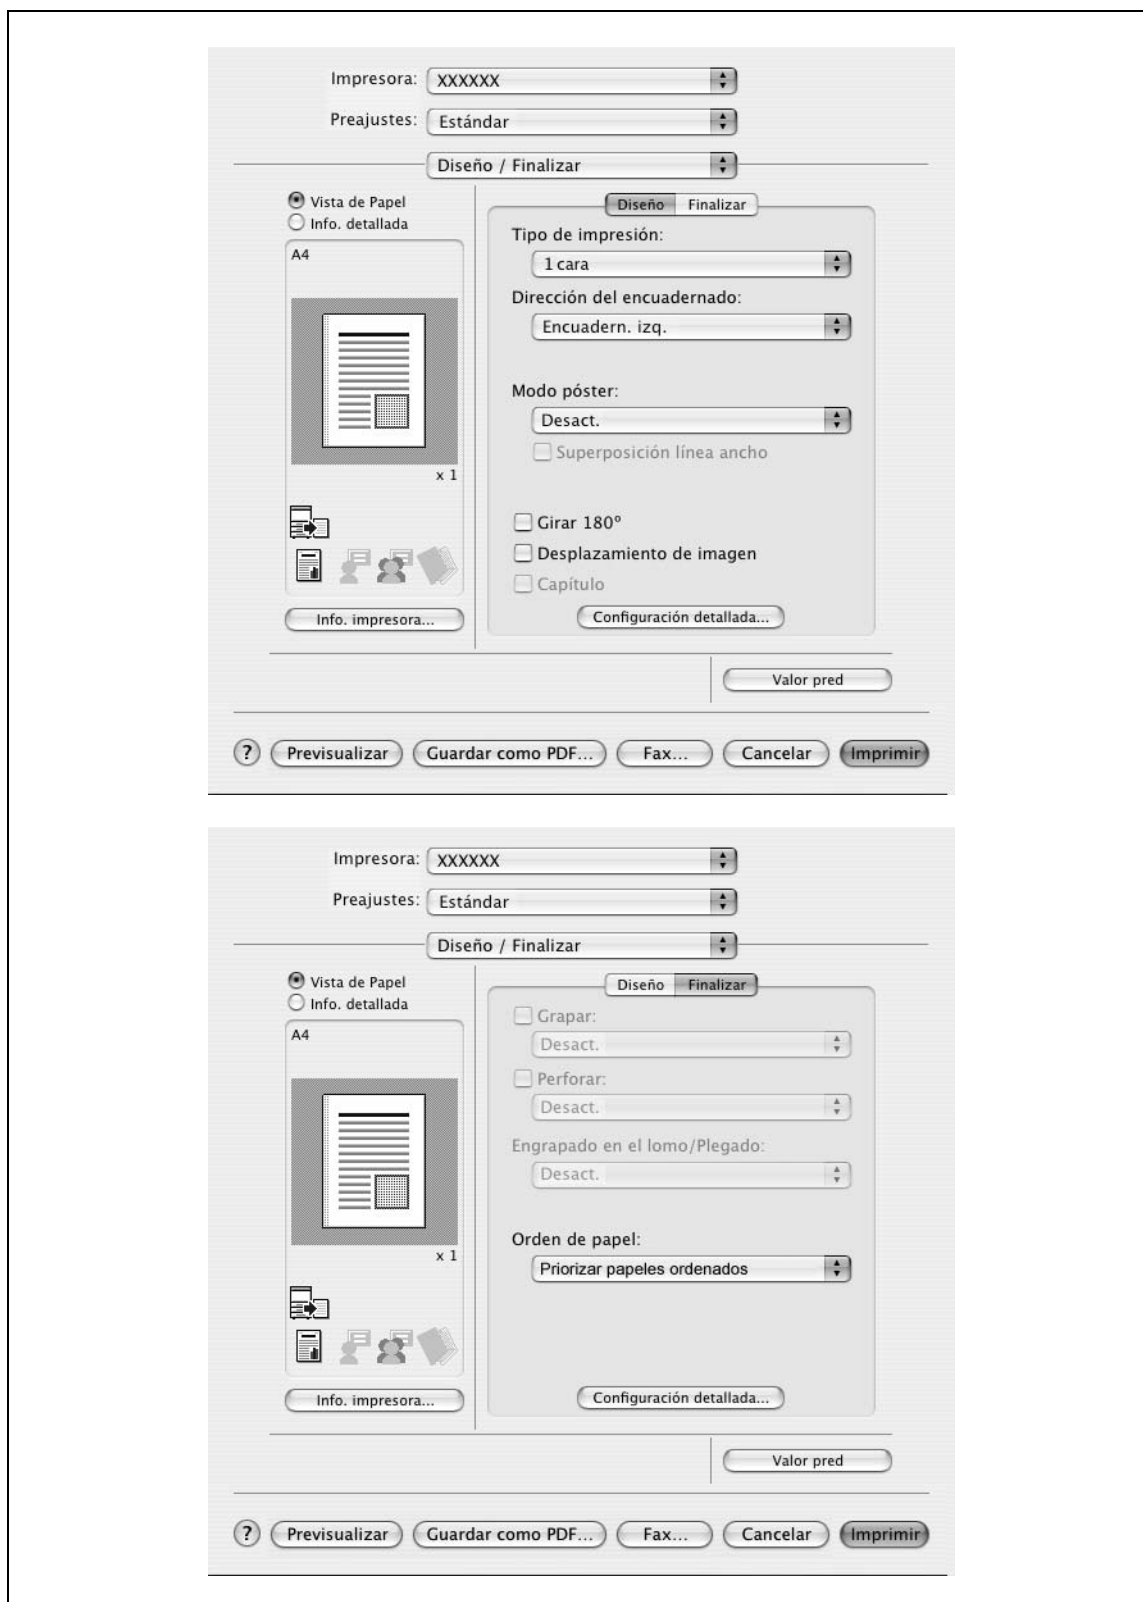 Impresora: XXXXXX
Preajustes: Estándar
Diseño / Finalizar
Vista de Papel
Info. detallada
A4
x 1
Info. impresora...
Diseño Finalizar
Tipo de impresión:
1 cara
Dirección del encuadernado:
Encuadern. izq.
Modo póster:
Desact.
Superposición línea ancho
Girar 180º
Desplazamiento de imagen
Capítulo
Configuración detallada...
Valor pred
? Previsualizar Guardar como PDF... Fax... Cancelar Imprimir
Impresora: XXXXXX
Preajustes: Estándar
Diseño / Finalizar
Vista de Papel
Info. detallada
A4
x 1
Info. impresora...
Diseño Finalizar
Grapar:
Desact.
Perforar:
Desact.
Engrapado en el lomo/Plegado:
Desact.
Orden de papel:
Priorizar papeles ordenados
Configuración detallada...
Valor pred
? Previsualizar Guardar como PDF... Fax... Cancelar Imprimir